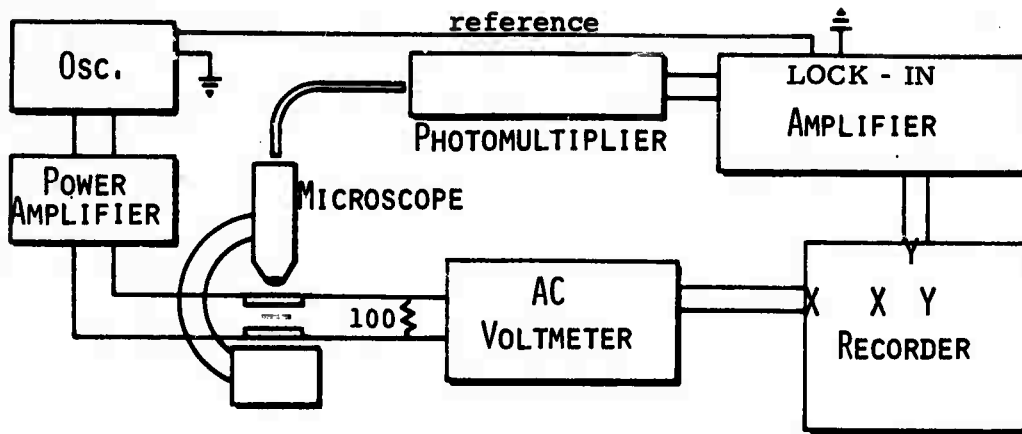 reference
Osc.
LOCK - IN
AMPLIFIER
PHOTOMULTIPLIER
POWER
AMPLIFIER
MICROSCOPE
Y
AC
VOLTMETER
100
X
X Y
RECORDER